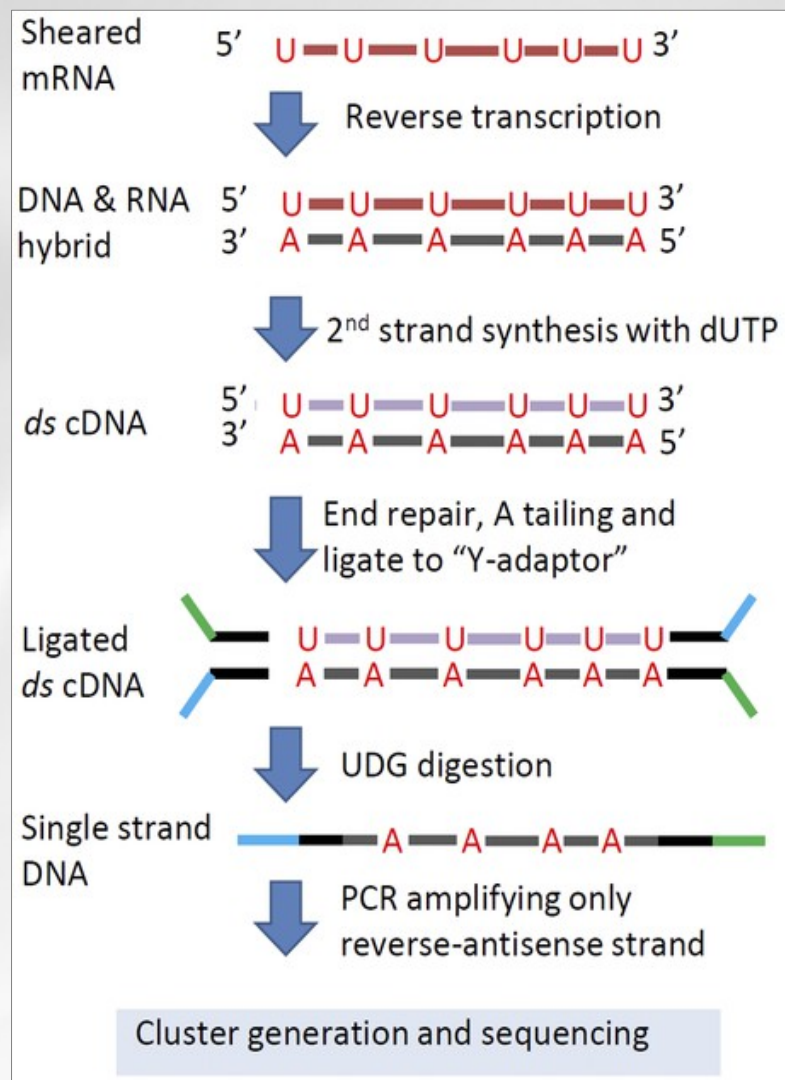 Sheared mRNA
5’ U U U U U U 3’
Reverse transcription
DNA & RNA hybrid
5’ U U U U U U 3’
3’ A A A A A A 5’
2nd strand synthesis with dUTP
ds cDNA
5’ U U U U U U 3’
3’ A A A A A A 5’
End repair, A tailing and
ligate to “Y-adaptor”
Ligated ds cDNA
U U U U U U
A A A A A A
UDG digestion
Single strand DNA
A A A A
PCR amplifying only
reverse-antisense strand
Cluster generation and sequencing